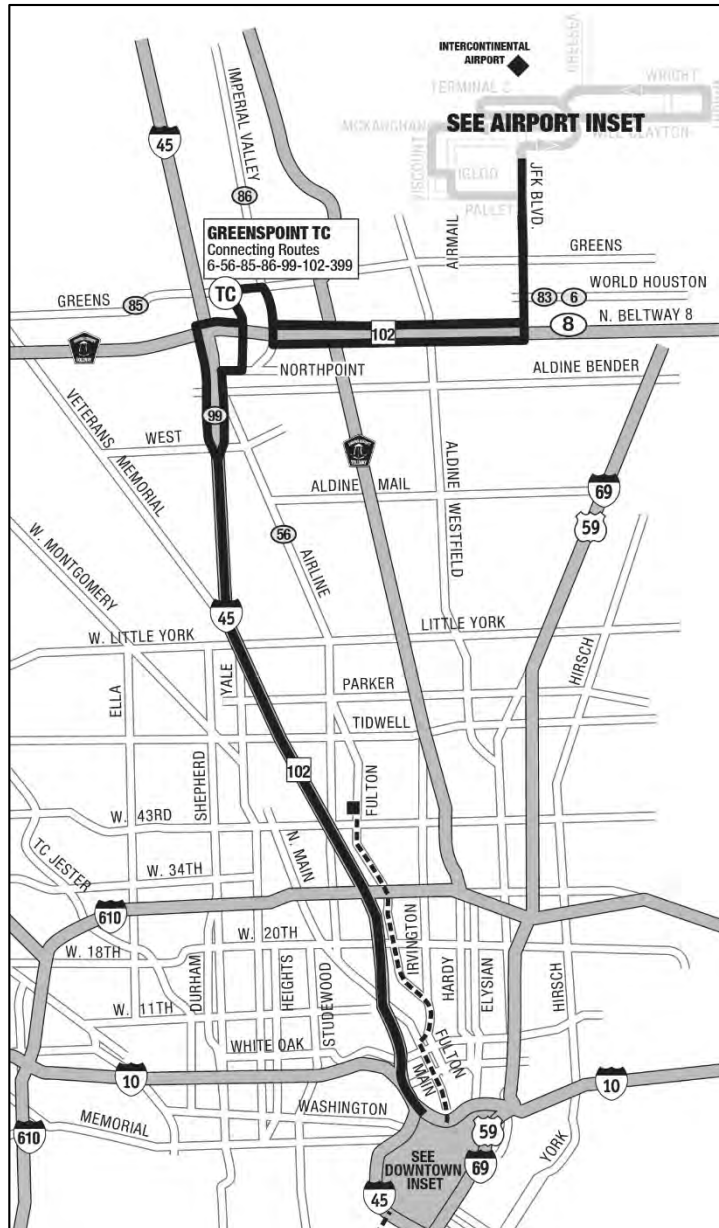 INTERCONTINENTAL
AIRPORT
JEFFERY
WRIGHT
TERMINAL C
SEE AIRPORT INSET
MCKAUGHAN
WILL CLAYTON
VISCOUNT
IGLOO
PALLET
45
IMPERIAL VALLEY
86
JFK BLVD.
AIRMAIL
GREENSPOINT TC
Connecting Routes
6-56-85-86-99-102-399
TC
GREENS
GREENS
85
WORLD HOUSTON
83
6
8
N. BELTWAY 8
102
NORTHPOINT
ALDINE BENDER
VETERANS MEMORIAL
99
WEST
ALDINE MAIL
ALDINE WESTFIELD
69
59
56
AIRLINE
W. MONTGOMERY
45
W. LITTLE YORK
LITTLE YORK
HIRSCH
ELLA
YALE
PARKER
TIDWELL
102
SHEPHERD
FULTON
W. 43RD
N. MAIN
TC JESTER
W. 34TH
610
W. 20TH
W. 18TH
IRVINGTON
HARDY
ELYSIAN
HIRSCH
DURHAM
HEIGHTS
STUDEWOOD
W. 11TH
WHITE OAK
FULTON
MAIN
10
10
WASHINGTON
MEMORIAL
610
59
69
YORK
SEE
DOWNTOWN
INSET
45